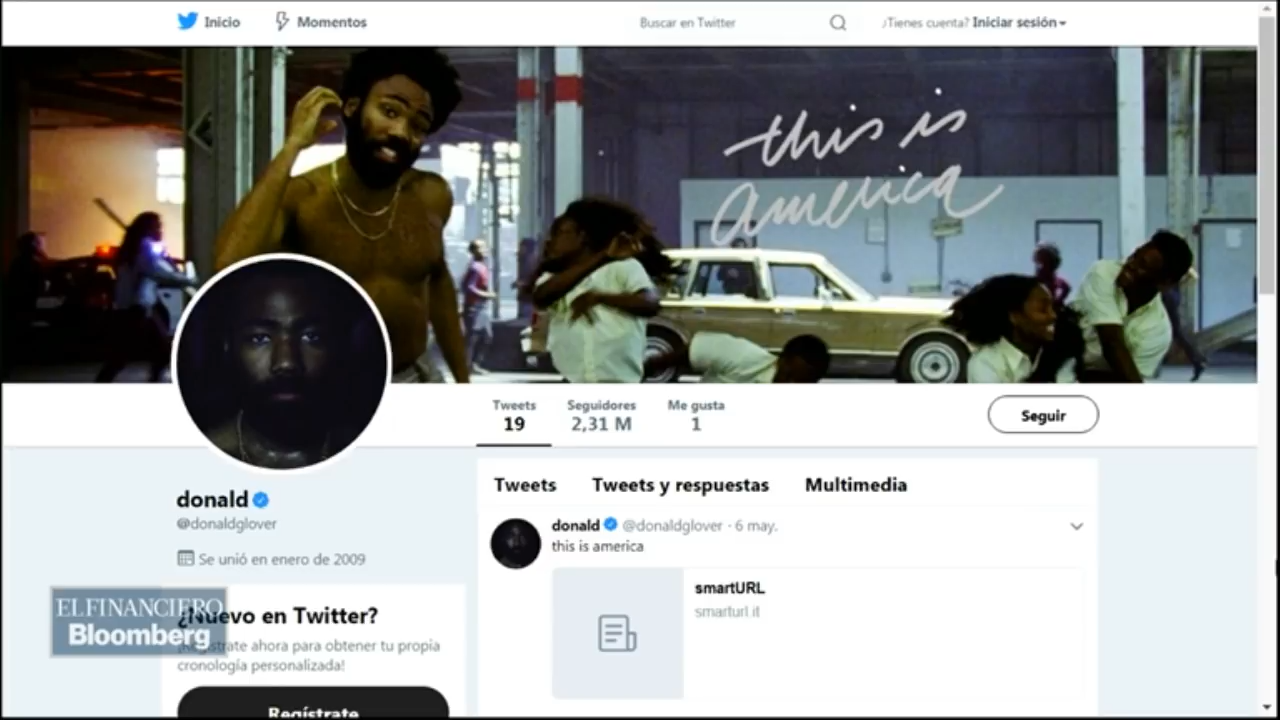 Inicio
Momentos
Buscar en Twitter
¿Tienes cuenta? Iniciar sesión
this is
america
Tweets
19
Seguidores
2,31 M
Me gusta
1
Seguir
donald
@donaldglover
Se unió en enero de 2009
¿Nuevo en Twitter?
¡Regístrate ahora para obtener tu propia
cronología personalizada!
Regístrate
EL FINANCIERO
Bloomberg
Tweets
Tweets y respuestas
Multimedia
donald @donaldglover · 6 may.
this is america
smartURL
smarturl.it